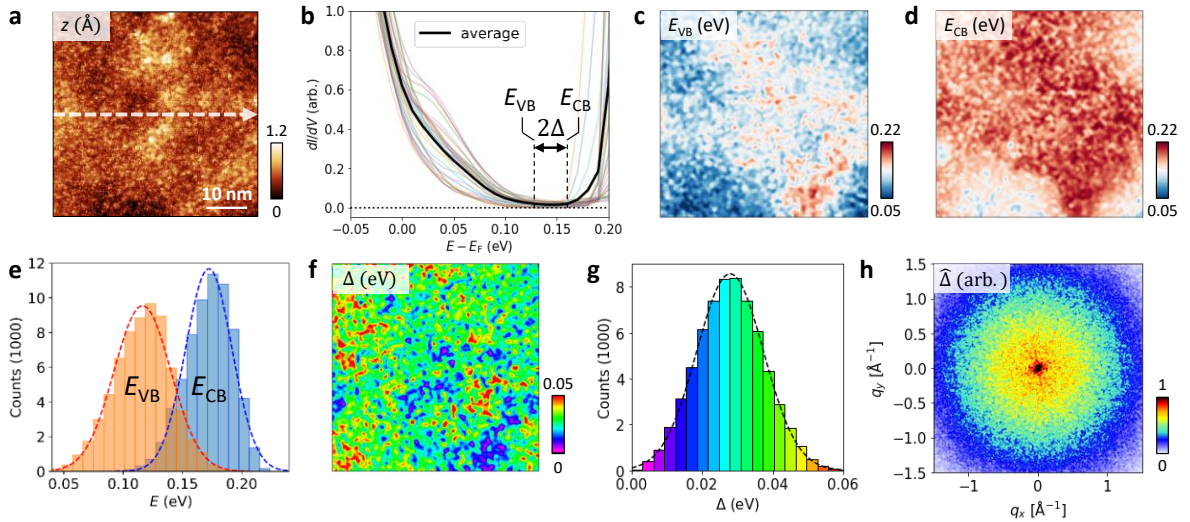 a
z (Å)
10 nm
1.2
0
b
average
E_VB
E_CB
2Δ
dI/dV (arb.)
1.0
0.8
0.6
0.4
0.2
0
−0.05
0.00
0.05
0.10
0.15
0.20
E − E_F (eV)
c
E_VB (eV)
0.22
0.05
d
E_CB (eV)
0.22
0.05
e
Counts (1000)
12
10
8
6
4
2
0
E_VB
E_CB
0.05
0.10
0.15
0.20
E (eV)
f
Δ (eV)
0.05
0
g
Counts (1000)
8
6
4
2
0
0.00
0.02
0.04
0.06
Δ (eV)
h
Δ̂ (arb.)
q_y [Å⁻¹]
1.5
1.0
0.5
0.0
−0.5
−1.0
−1.5
−1
0
1
q_x [Å⁻¹]
1
0